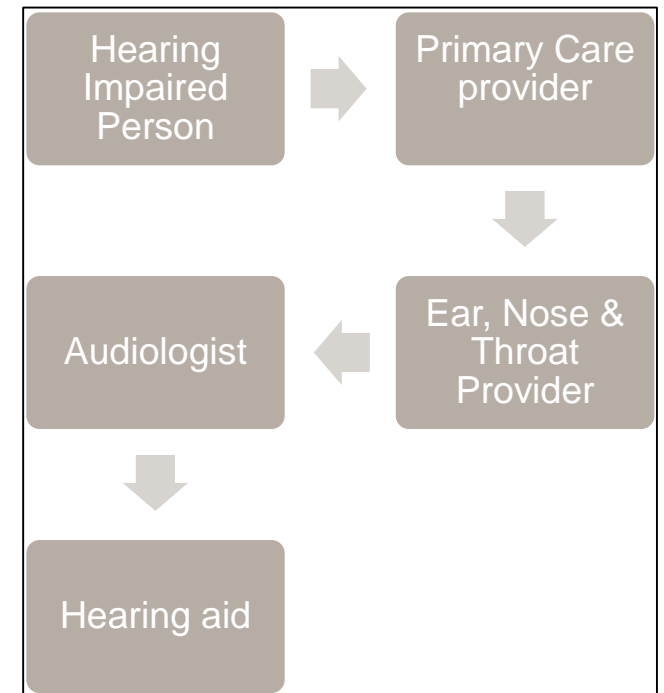 Hearing
Impaired
Person
Primary Care
provider
Ear, Nose &
Throat
Provider
Audiologist
Hearing aid